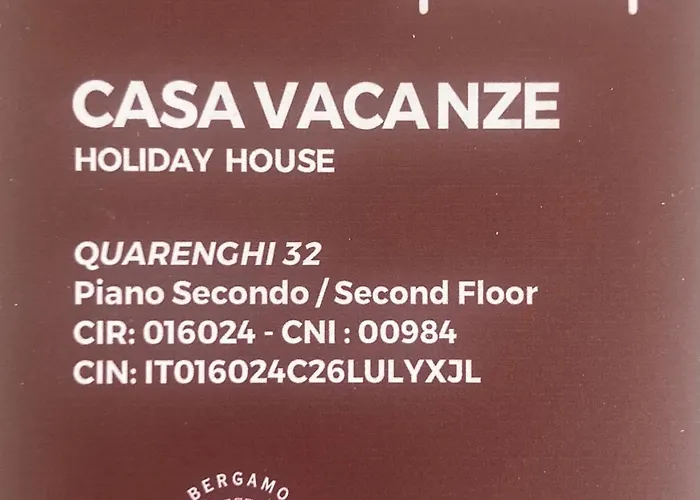 CASA VACANZE
HOLIDAY HOUSE
QUARENGHI 32
Piano Secondo / Second Floor
CIR: 016024 - CNI : 00984
CIN: IT016024C26LULYXJL
BERGAMO